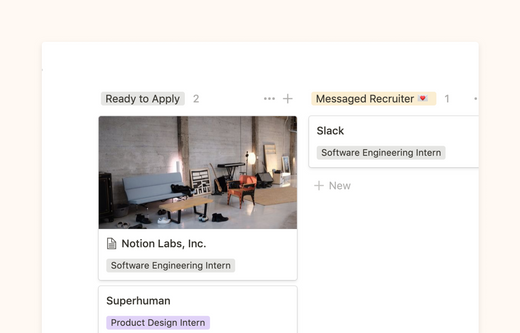 Ready to Apply 2
Messaged Recruiter 💌 1
Notion Labs, Inc.
Software Engineering Intern
Superhuman
Product Design Intern
Slack
Software Engineering Intern
+ New